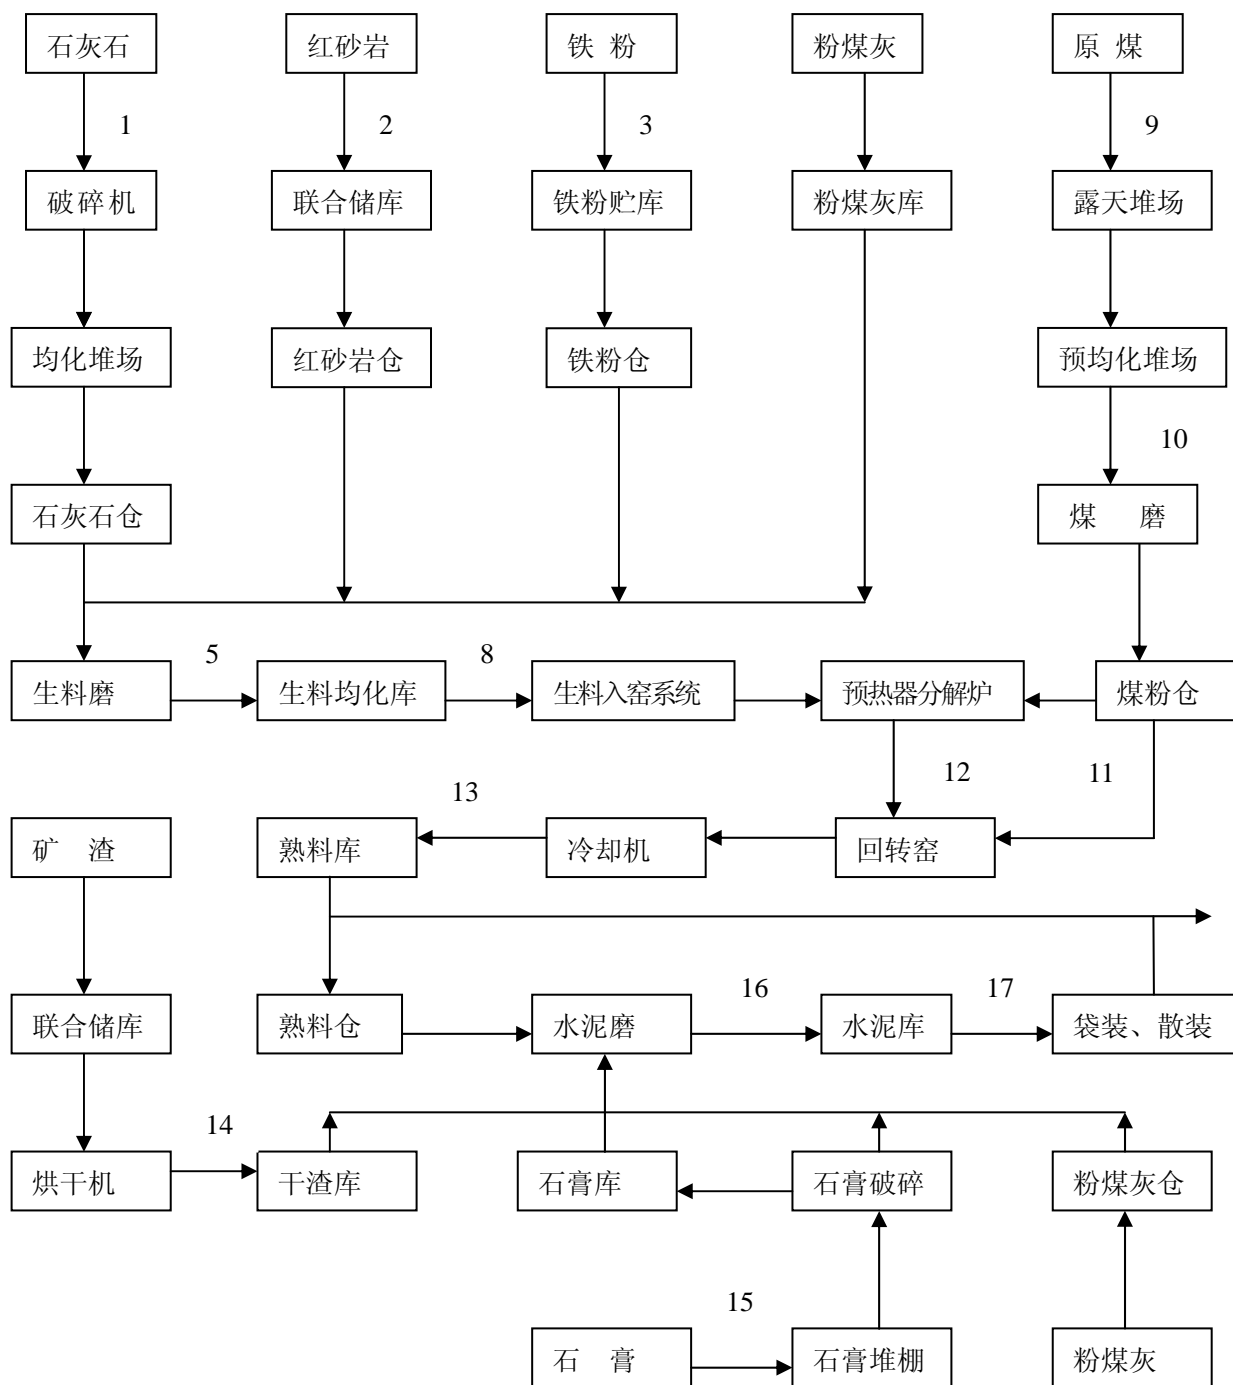 石灰石 红砂岩 铁 粉 粉煤灰 原 煤
1 2 3 9
破碎机 联合储库 铁粉贮库 粉煤灰库 露天堆场
均化堆场 红砂岩仓 铁粉仓 预均化堆场
10
石灰石仓 煤 磨
5 8
生料磨 生料均化库 生料入窑系统 预热器分解炉 煤粉仓
13 12 11
矿 渣 熟料库 冷却机 回转窑
16 17
联合储库 熟料仓 水泥磨 水泥库 袋装、散装
14
烘干机 干渣库 石膏库 石膏破碎 粉煤灰仓
15
石 膏 石膏堆棚 粉煤灰